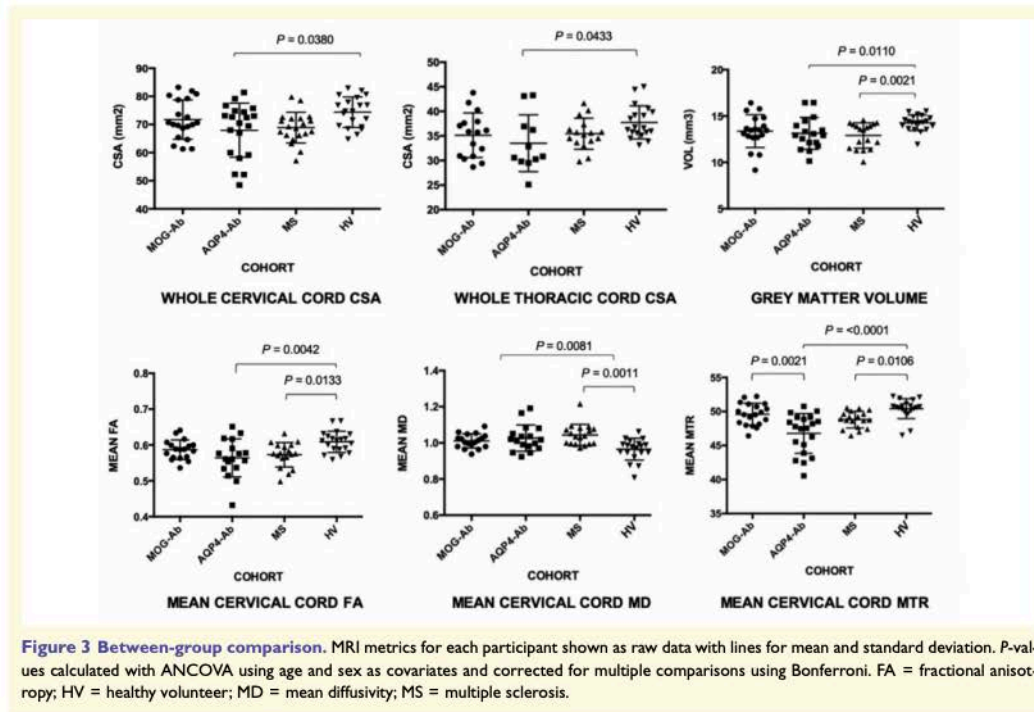 P = 0.0380
CSA (mm2)
90
80
70
60
50
40
MOG-Ab
AQP4-Ab
MS
HV
COHORT
WHOLE CERVICAL CORD CSA
P = 0.0433
CSA (mm2)
50
45
40
35
30
25
20
MOG-Ab
AQP4-Ab
MS
HV
COHORT
WHOLE THORACIC CORD CSA
P = 0.0110
P = 0.0021
VOL (mm3)
20
15
10
5
MOG-Ab
AQP4-Ab
MS
HV
COHORT
GREY MATTER VOLUME
P = 0.0042
P = 0.0133
MEAN FA
0.8
0.7
0.6
0.5
0.4
MOG-Ab
AQP4-Ab
MS
HV
COHORT
MEAN CERVICAL CORD FA
P = 0.0081
P = 0.0011
MEAN MD
1.4
1.2
1.0
0.8
0.6
MOG-Ab
AQP4-Ab
MS
HV
COHORT
MEAN CERVICAL CORD MD
P = <0.0001
P = 0.0021
P = 0.0106
MEAN MTR
55
50
45
40
35
MOG-Ab
AQP4-Ab
MS
HV
COHORT
MEAN CERVICAL CORD MTR
Figure 3 Between-group comparison. MRI metrics for each participant shown as raw data with lines for mean and standard deviation. P-val-
ues calculated with ANCOVA using age and sex as covariates and corrected for multiple comparisons using Bonferroni. FA = fractional anisot-
ropy; HV = healthy volunteer; MD = mean diffusivity; MS = multiple sclerosis.